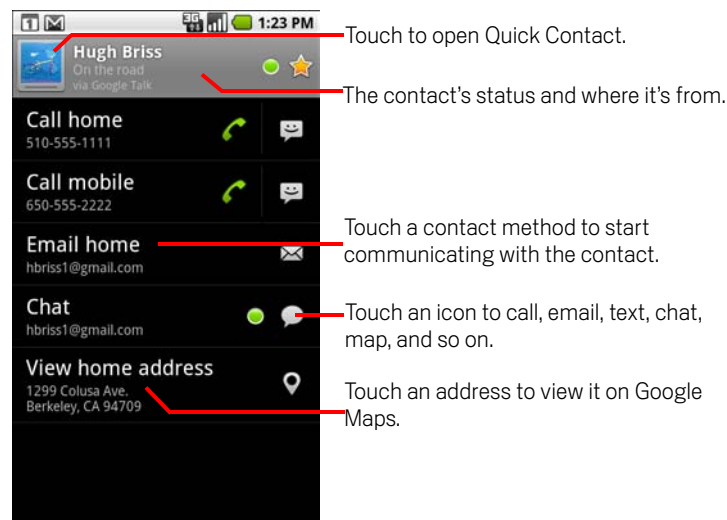 1 3G 1:23 PM
Hugh Briss
On the road
via Google Talk
Call home
510-555-1111
Call mobile
650-555-2222
Email home
hbriss1@gmail.com
Chat
hbriss1@gmail.com
View home address
1299 Colusa Ave.
Berkeley, CA 94709
Touch to open Quick Contact.
The contact’s status and where it’s from.
Touch a contact method to start
communicating with the contact.
Touch an icon to call, email, text, chat,
map, and so on.
Touch an address to view it on Google
Maps.